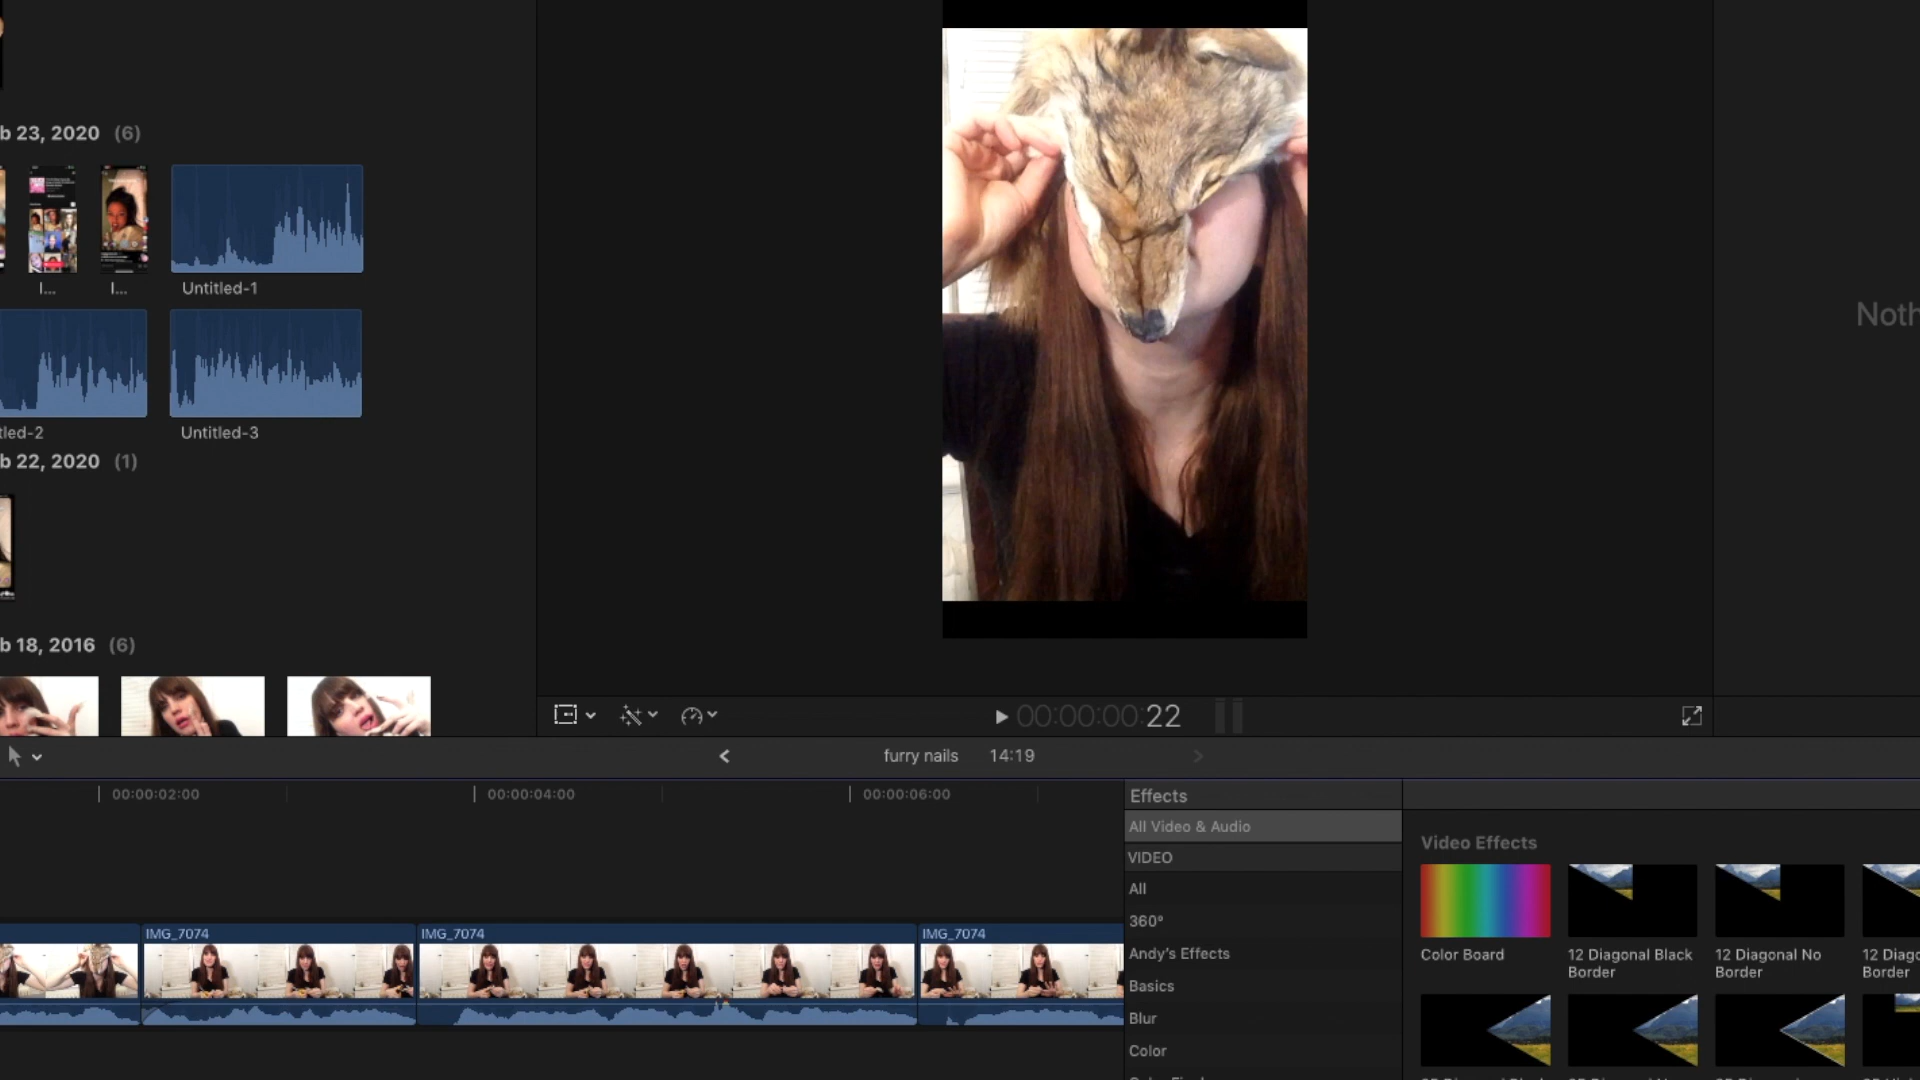 b 23, 2020 (6)
I...
I...
Untitled-1
tled-2
Untitled-3
b 22, 2020 (1)
b 18, 2016 (6)
Noth
00:00:00:22
furry nails 14:19
00:00:02:00
00:00:04:00
00:00:06:00
IMG_7074
IMG_7074
IMG_7074
Effects
All Video & Audio
VIDEO
All
360°
Andy's Effects
Basics
Blur
Color
Video Effects
Color Board
12 Diagonal Black
Border
12 Diagonal No
Border
12 Diago
Border